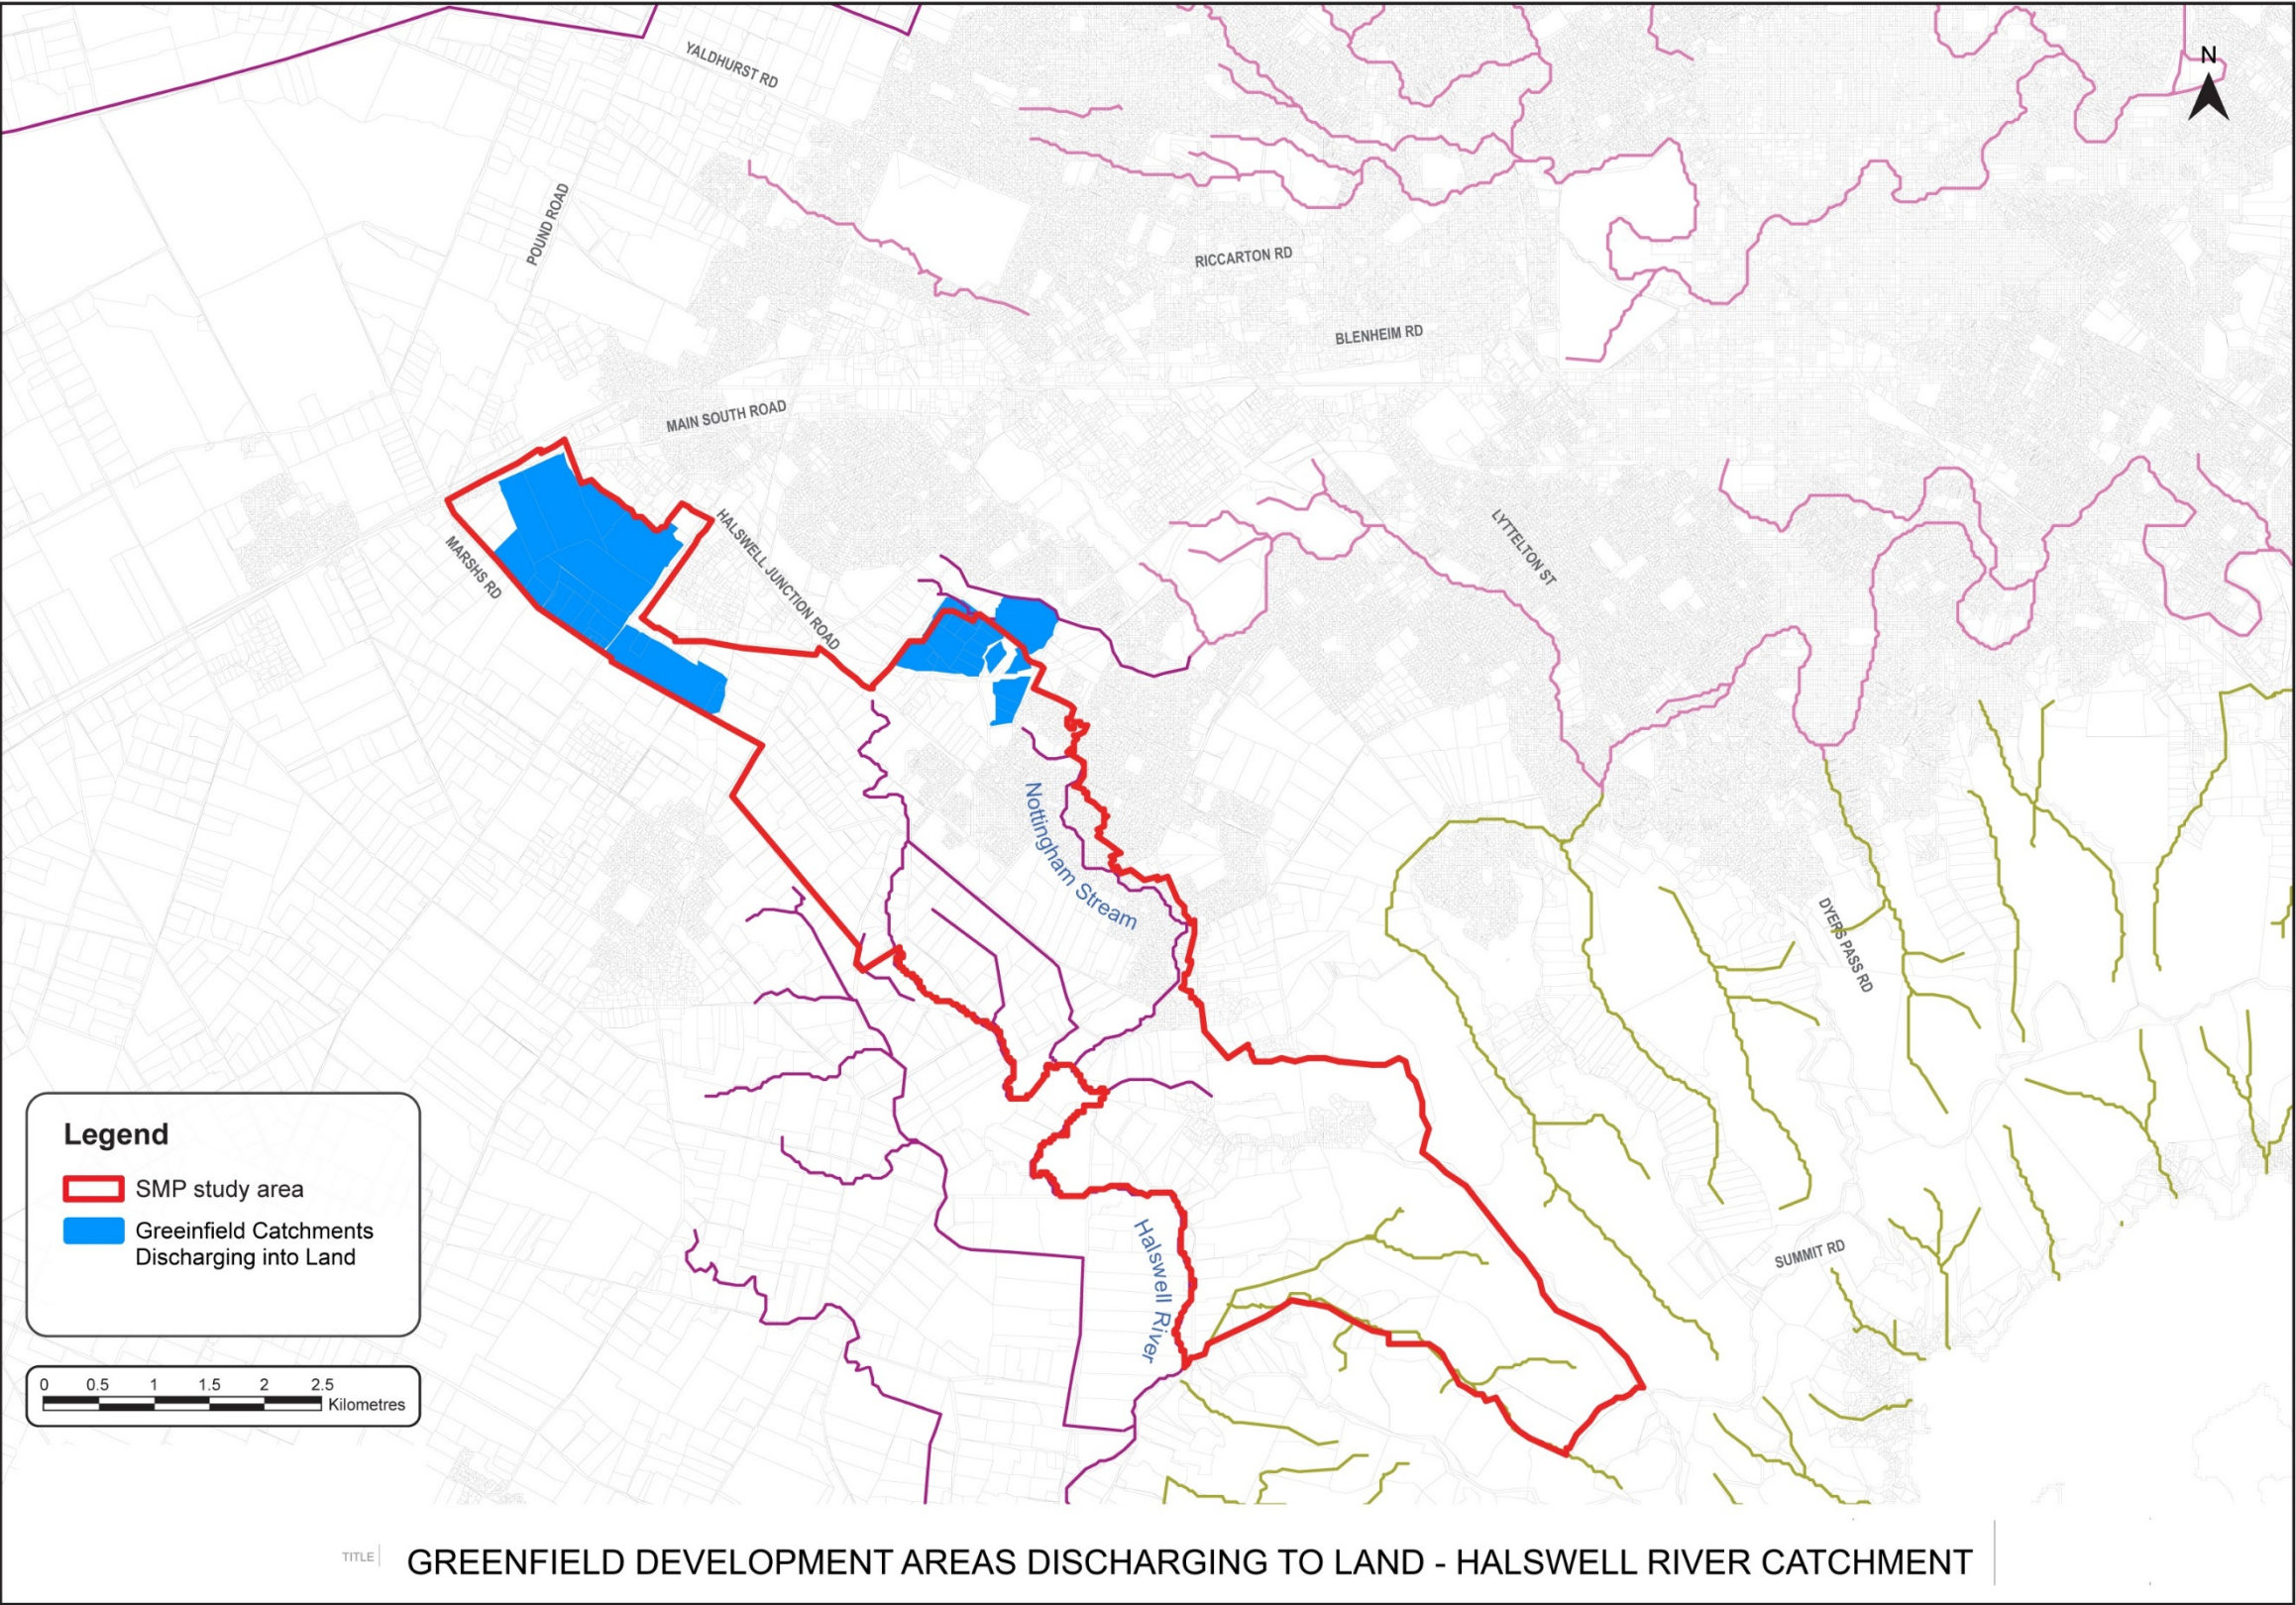 N
YALDHURST RD
POUND ROAD
RICCARTON RD
BLENHEIM RD
MAIN SOUTH ROAD
HALSWELL JUNCTION ROAD
MARSHS RD
LYTTELTON ST
Nottingham Stream
DYERS PASS RD
SUMMIT RD
Halswell River
Legend
SMP study area
Greeinfield Catchments
Discharging into Land
0 0.5 1 1.5 2 2.5
Kilometres
TITLE
GREENFIELD DEVELOPMENT AREAS DISCHARGING TO LAND - HALSWELL RIVER CATCHMENT